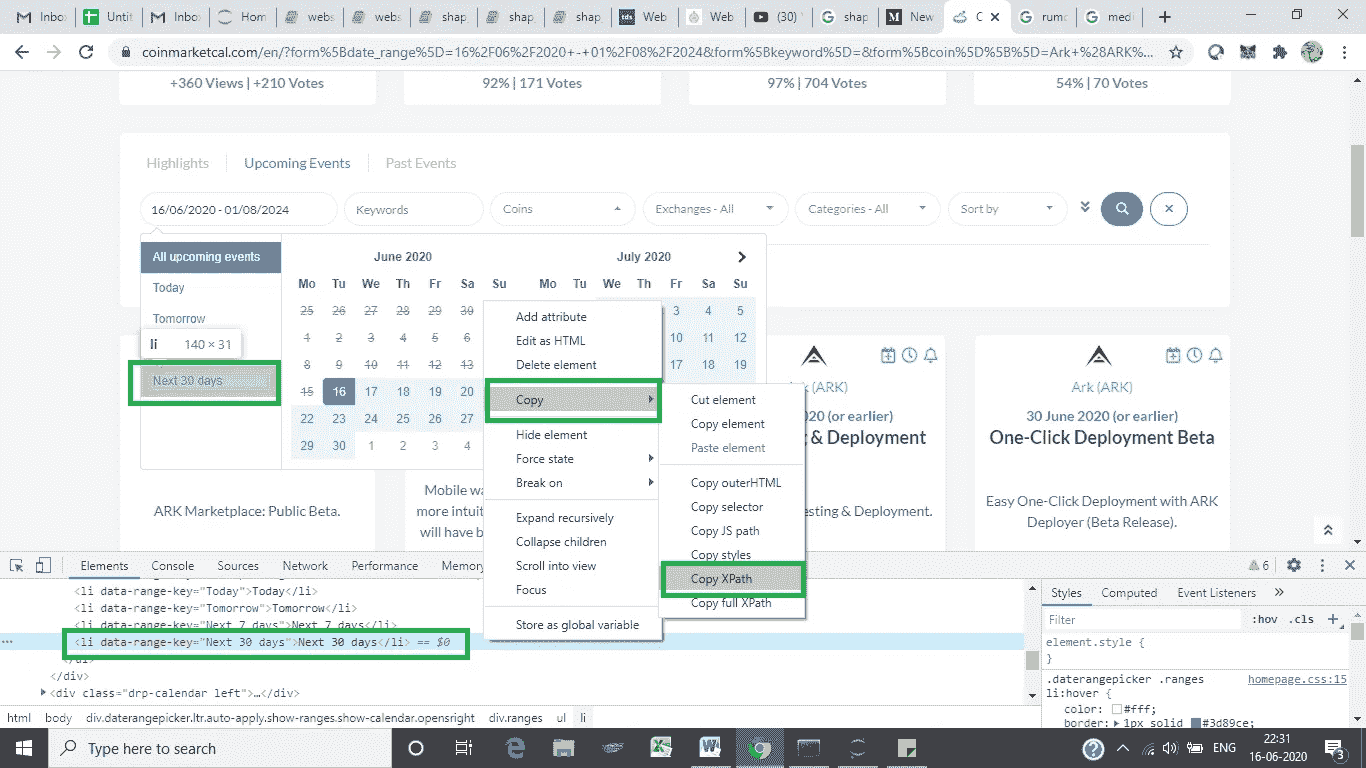 Inbo
Untit
Inbo
Hom
webs
webs
shap
shap
shap
Web
Web
(30)
shap
New
C
rum
medi
coinmarketcal.com/en/?form%5Bdate_range%5D=16%2F06%2F2020+-+01%2F08%2F2024&form%5Bkeyword%5D=&form%5Bcoin%5D%5B%5D=Ark+%28ARK%...
+360 Views | +210 Votes
92% | 171 Votes
97% | 704 Votes
54% | 70 Votes
Highlights
Upcoming Events
Past Events
16/06/2020 - 01/08/2024
Keywords
Coins
Exchanges - All
Categories - All
Sort by
All upcoming events
Today
Tomorrow
li 140 × 31
Next 30 days
June 2020
Mo Tu We Th Fr Sa Su
25 26 27 28 29 30
1 2 3 4 5 6
8 9 10 11 12 13
15 16 17 18 19 20
22 23 24 25 26 27
29 30 1 2 3 4
July 2020
Mo Tu We Th Fr Sa Su
3 4 5
10 11 12
17 18 19
Add attribute
Edit as HTML
Delete element
Copy
Hide element
Force state
Break on
Expand recursively
Collapse children
Scroll into view
Focus
Store as global variable
Cut element
Copy element
Paste element
Copy outerHTML
Copy selector
Copy JS path
Copy styles
Copy XPath
Copy full XPath
ARK Marketplace: Public Beta.
Mobile wa
more intuit
will have b
k (ARK)
020 (or earlier)
g & Deployment
esting & Deployment.
Ark (ARK)
30 June 2020 (or earlier)
One-Click Deployment Beta
Easy One-Click Deployment with ARK
Deployer (Beta Release).
Elements Console Sources Network Performance Memory
6
<li data-range-key="Today">Today</li>
<li data-range-key="Tomorrow">Tomorrow</li>
<li data-range-key="Next 7 days">Next 7 days</li>
<li data-range-key="Next 30 days">Next 30 days</li> == $0
</ul>
</div>
<div class="drp-calendar left">…</div>
html body div.daterangepicker.ltr.auto-apply.show-ranges.show-calendar.opensright div.ranges ul li
Styles Computed Event Listeners »
Filter
:hov .cls +
element.style {
}
.daterangepicker .ranges
homepage.css:15
li:hover {
color: #fff;
border: 1px solid #3d89ce;
Type here to search
ENG
22:31
16-06-2020
3